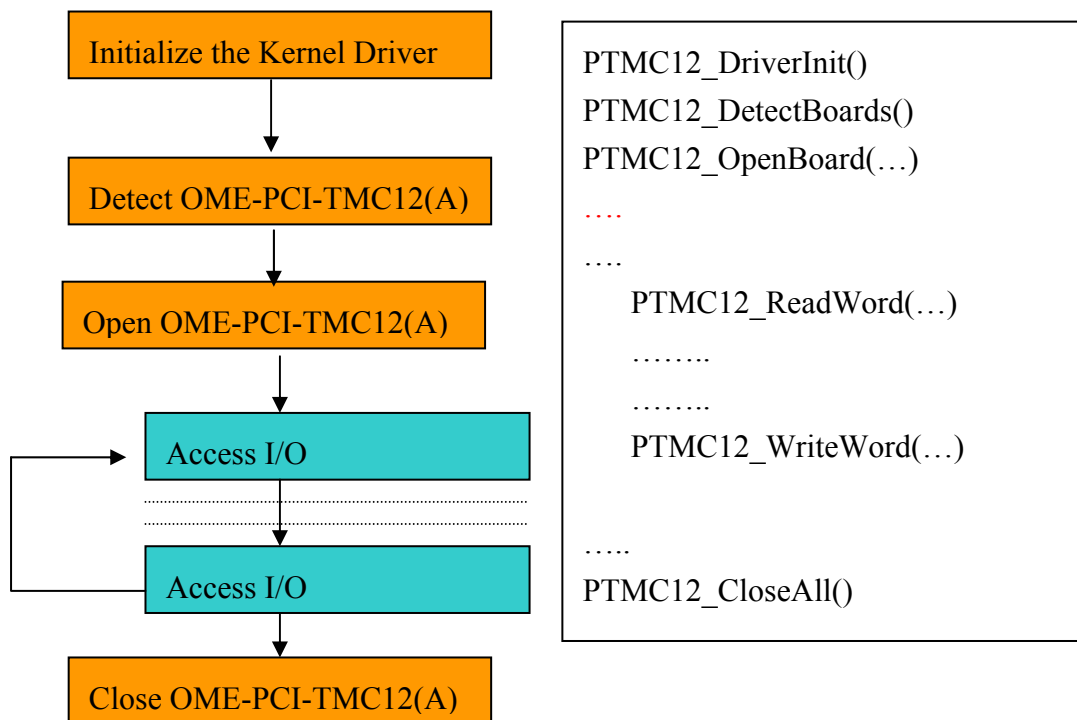 Initialize the Kernel Driver
Detect OME-PCI-TMC12(A)
Open OME-PCI-TMC12(A)
Access I/O
Access I/O
Close OME-PCI-TMC12(A)
PTMC12_DriverInit()
PTMC12_DetectBoards()
PTMC12_OpenBoard(…)
….
….
PTMC12_ReadWord(…)
……..
……..
PTMC12_WriteWord(…)
…..
PTMC12_CloseAll()